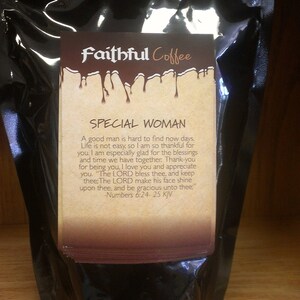 Faithful Coffee
SPECIAL WOMAN
A good man is hard to find now days.
Life is not easy, so I am so thankful for
you. I am especially glad for the blessings
and time we have together. Thank you
for being you, I love you and appreciate
you. "The LORD bless thee, and keep
thee: The LORD make his face shine
upon thee, and be gracious unto thee."
-Numbers 6:24-25 KJV